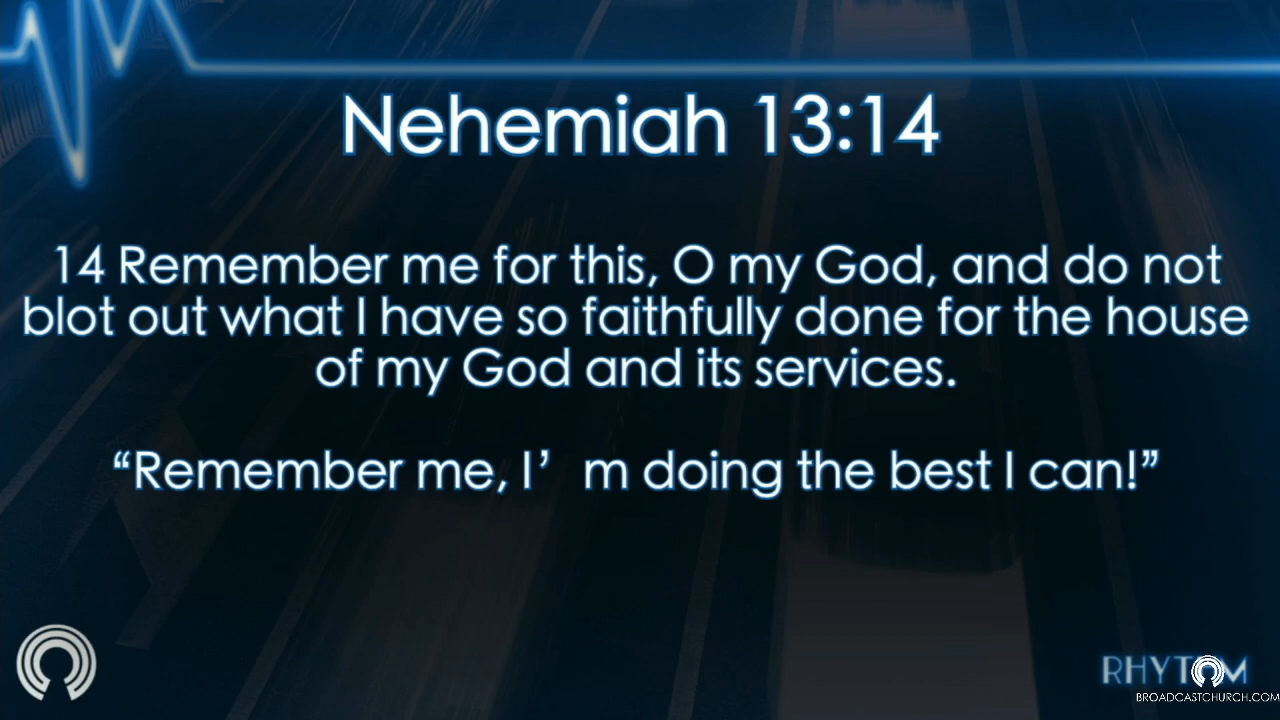 Nehemiah 13:14
14 Remember me for this, O my God, and do not
blot out what I have so faithfully done for the house
of my God and its services.
“Remember me, I’ m doing the best I can!”
BROADCASTCHURCH.COM